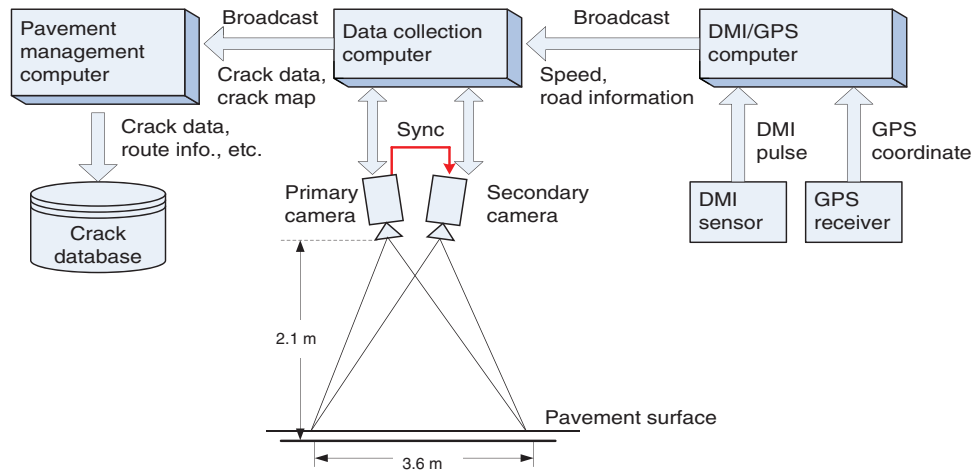 Pavement
management
computer
Broadcast
Crack data,
crack map
Data collection
computer
Broadcast
Speed,
road information
DMI/GPS
computer
Crack data,
route info., etc.
Crack
database
Sync
Primary
camera
Secondary
camera
DMI
pulse
GPS
coordinate
DMI
sensor
GPS
receiver
2.1 m
Pavement surface
3.6 m